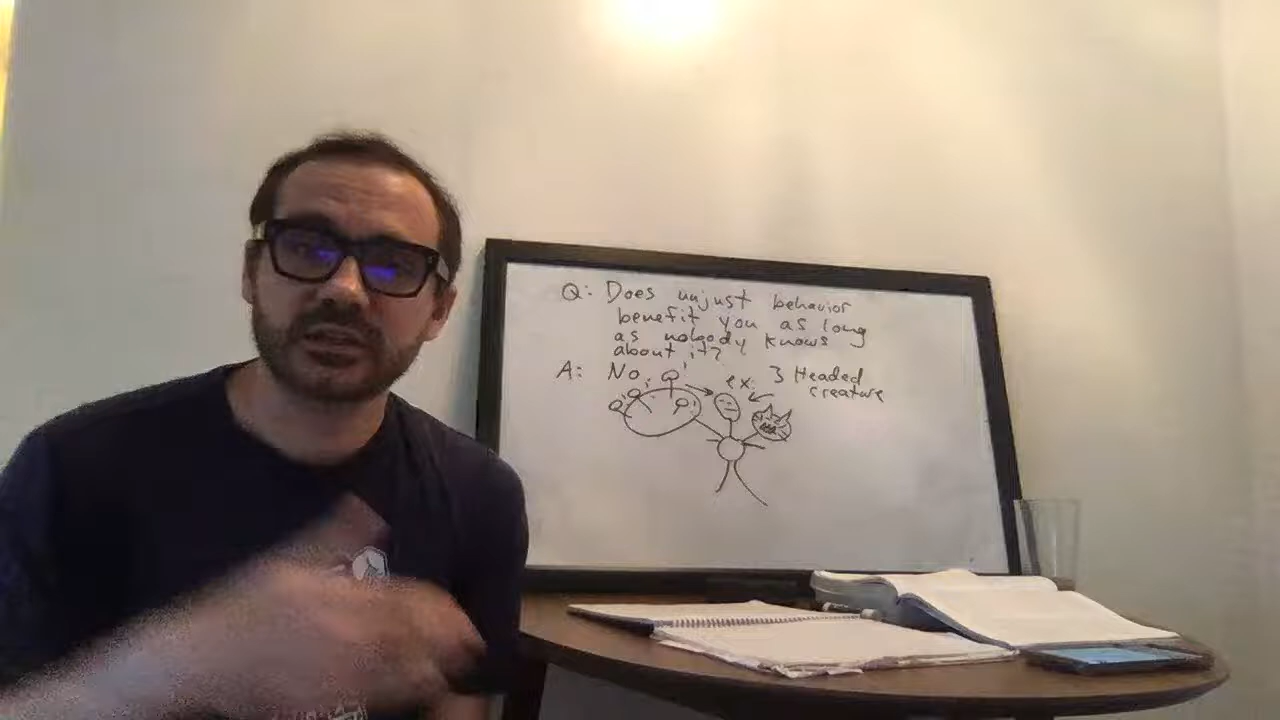 Q: Does unjust behavior
benefit you as long
as nobody knows
about it?
A: No,
ex: 3 Headed
creature